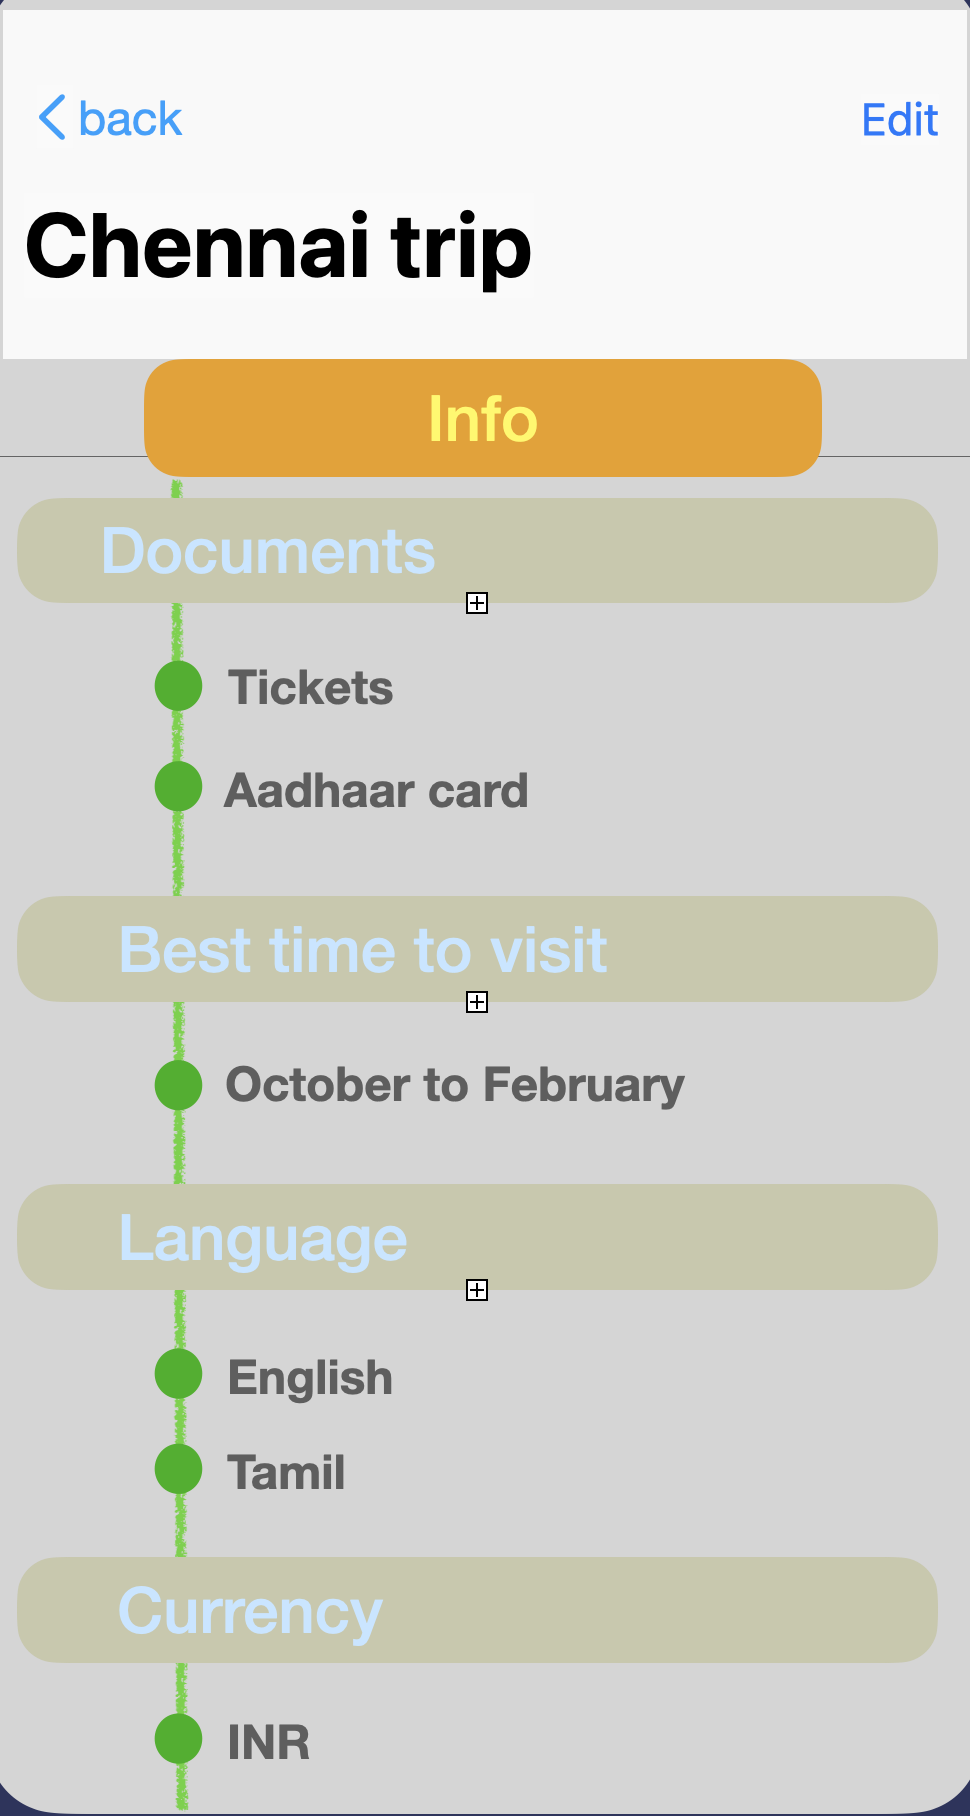 back
Edit
Chennai trip
Info
Documents
Tickets
Aadhaar card
Best time to visit
October to February
Language
English
Tamil
Currency
INR